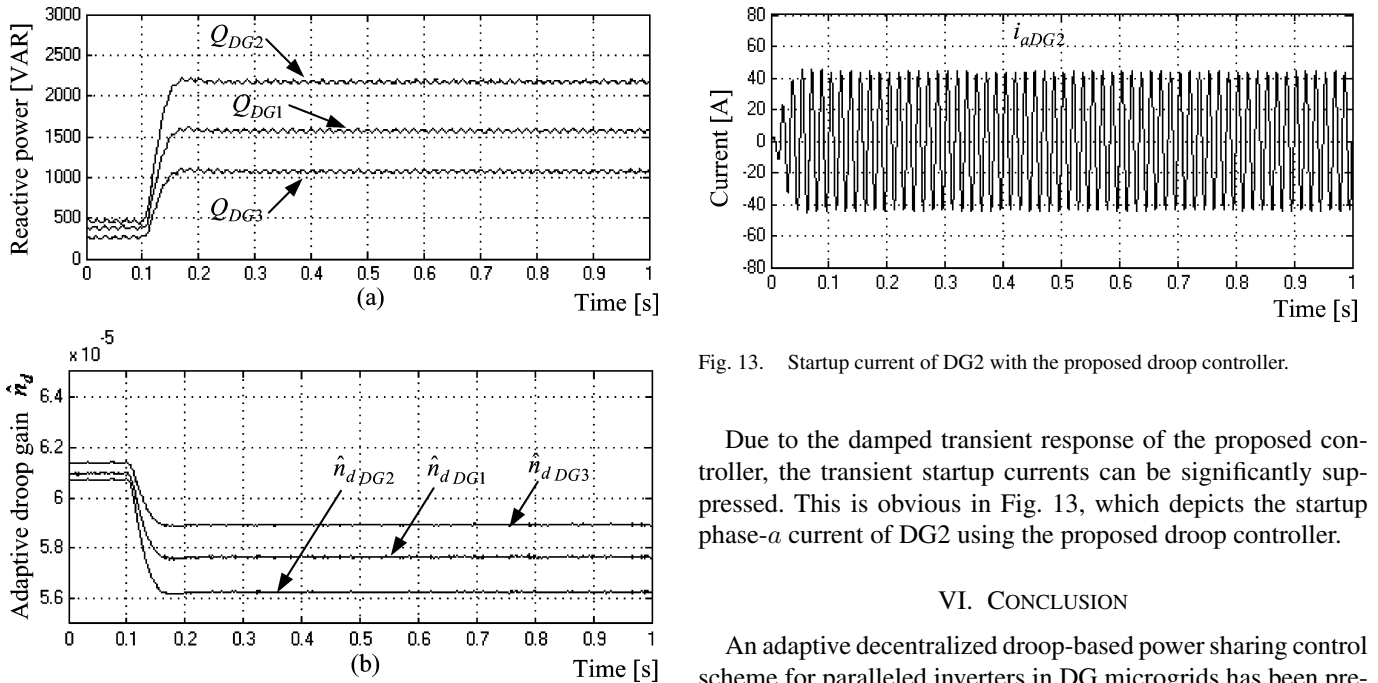 3000
2500
2000
1500
1000
500
0
Reactive power [VAR]
Q_DG2
Q_DG1
Q_DG3
0 0.1 0.2 0.3 0.4 0.5 0.6 0.7 0.8 0.9 1
(a)
Time [s]
x 10^-5
6.4
6.2
6
5.8
5.6
Adaptive droop gain n̂_d
n̂_d DG2 n̂_d DG1 n̂_d DG3
0 0.1 0.2 0.3 0.4 0.5 0.6 0.7 0.8 0.9 1
(b)
Time [s]
80
60
40
20
0
-20
-40
-60
-80
Current [A]
i_aDG2
0 0.1 0.2 0.3 0.4 0.5 0.6 0.7 0.8 0.9 1
Time [s]
Fig. 13. Startup current of DG2 with the proposed droop controller.
Due to the damped transient response of the proposed con-
troller, the transient startup currents can be significantly sup-
pressed. This is obvious in Fig. 13, which depicts the startup
phase-a current of DG2 using the proposed droop controller.
VI. CONCLUSION
An adaptive decentralized droop-based power sharing control
scheme for paralleled inverters in DG microgrids has been pre-